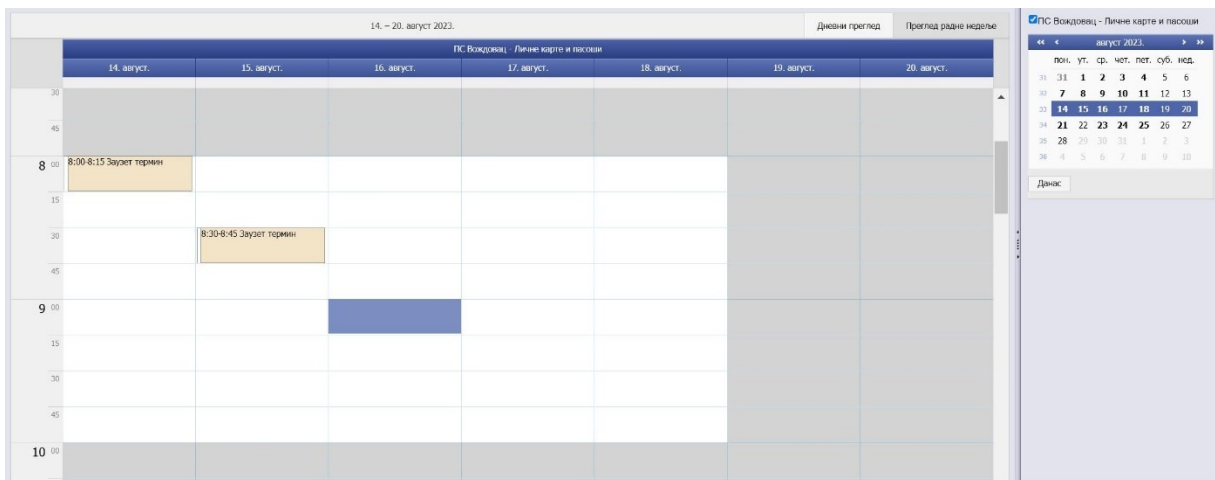 14. – 20. август 2023.
Дневни преглед
Преглед радне недеље
ПС Вождовац - Личне карте и пасоши
14. август.
15. август.
16. август.
17. август.
18. август.
19. август.
20. август.
30
45
8 00
8:00-8:15 Заузет термин
15
30
8:30-8:45 Заузет термин
45
9 00
15
30
45
10 00
ПС Вождовац - Личне карте и пасоши
август 2023.
пон. ут. ср. чет. пет. суб. нед.
31 31 1 2 3 4 5 6
32 7 8 9 10 11 12 13
33 14 15 16 17 18 19 20
34 21 22 23 24 25 26 27
35 28 29 30 31 1 2 3
36 4 5 6 7 8 9 10
Данас